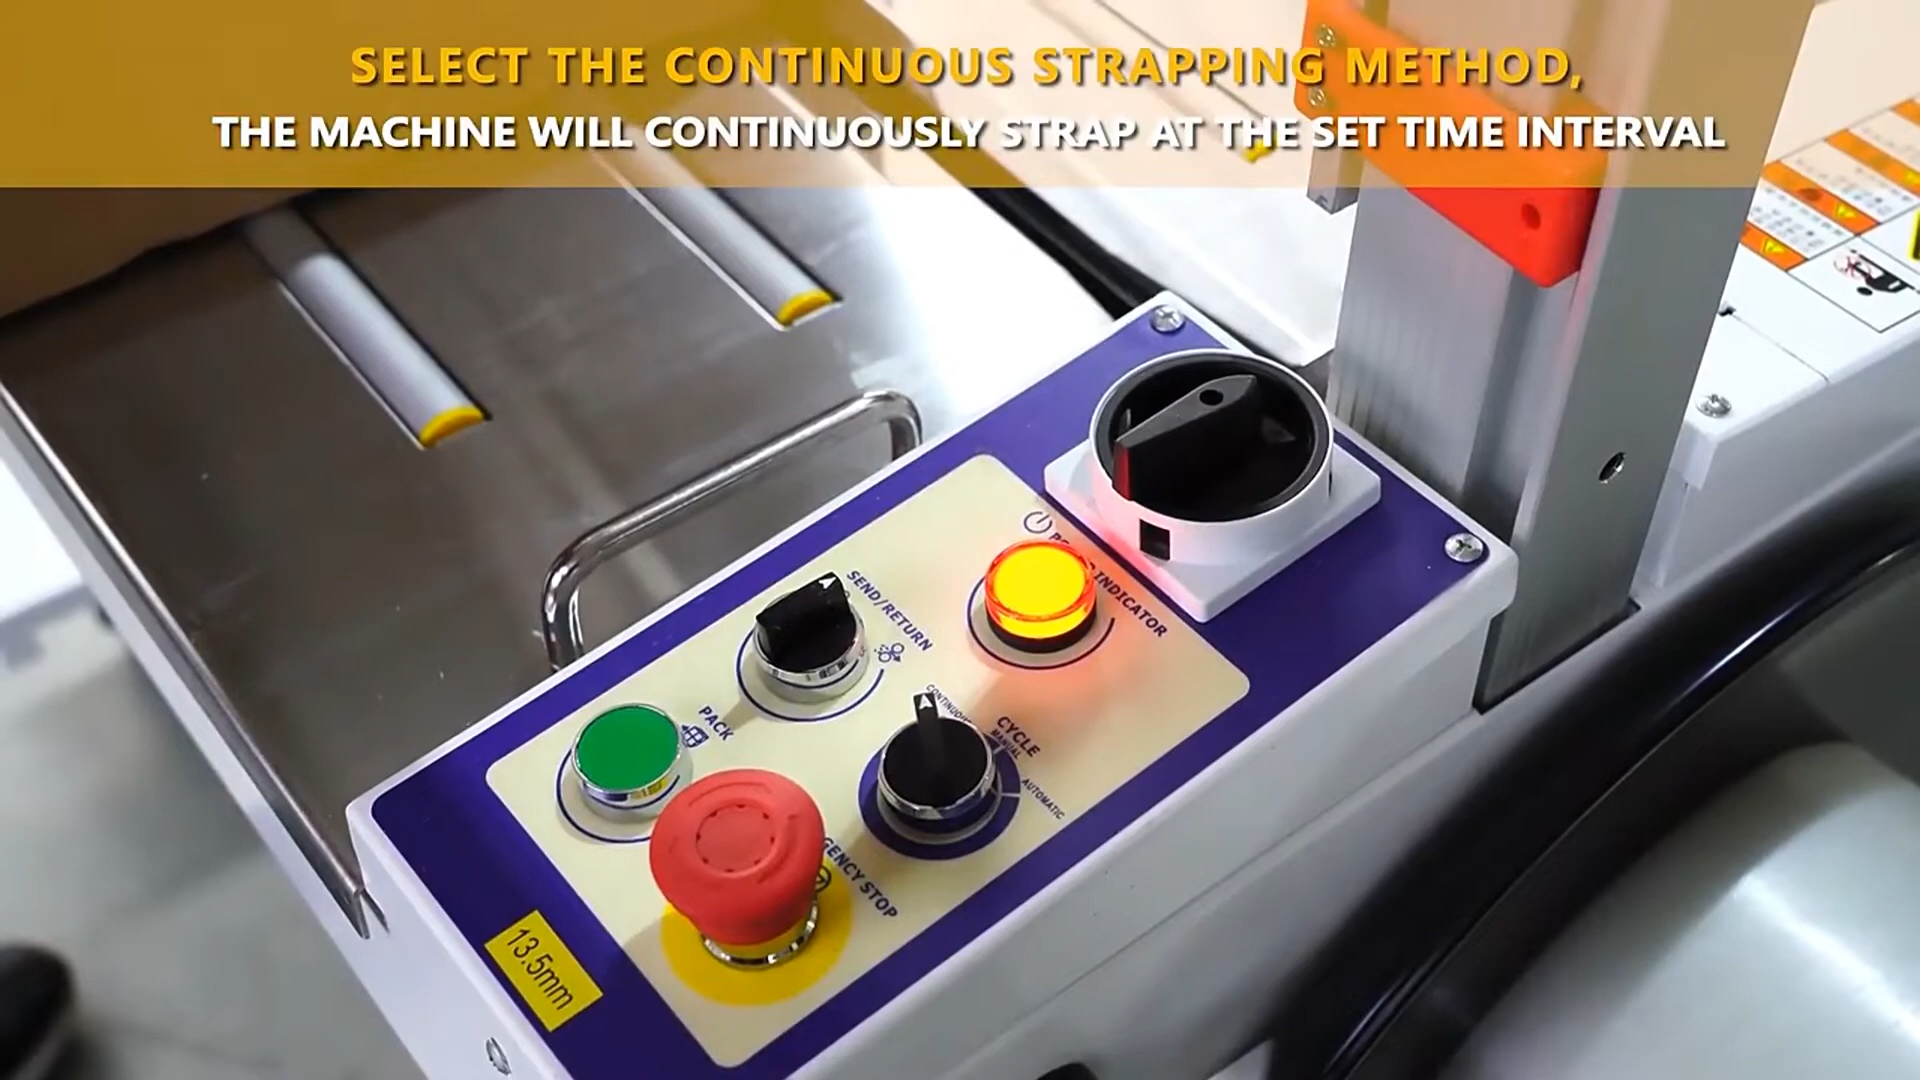 SELECT THE CONTINUOUS STRAPPING METHOD,
THE MACHINE WILL CONTINUOUSLY STRAP AT THE SET TIME INTERVAL
INDICATOR
SEND/RETURN
PACK
CYCLE
MANUAL
AUTOMATIC
STOP
13.5mm